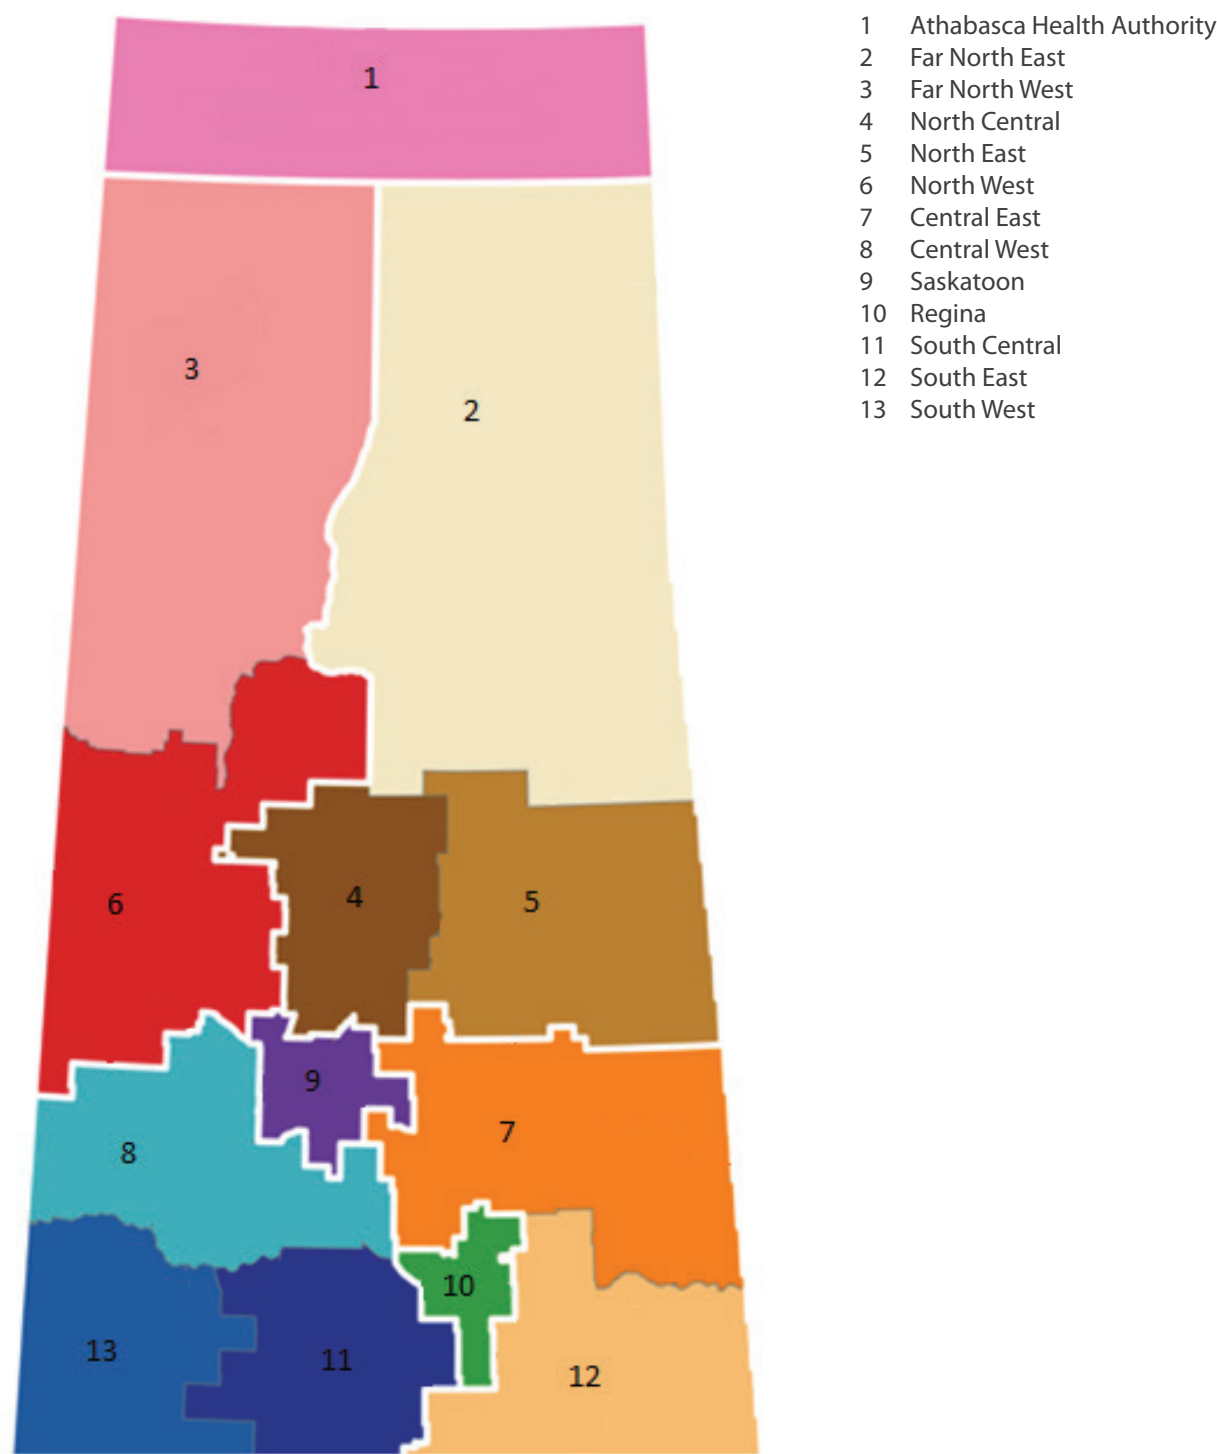 1 Athabasca Health Authority
2 Far North East
3 Far North West
4 North Central
5 North East
6 North West
7 Central East
8 Central West
9 Saskatoon
10 Regina
11 South Central
12 South East
13 South West
1
3
2
6
4
5
9
8
7
10
13
11
12